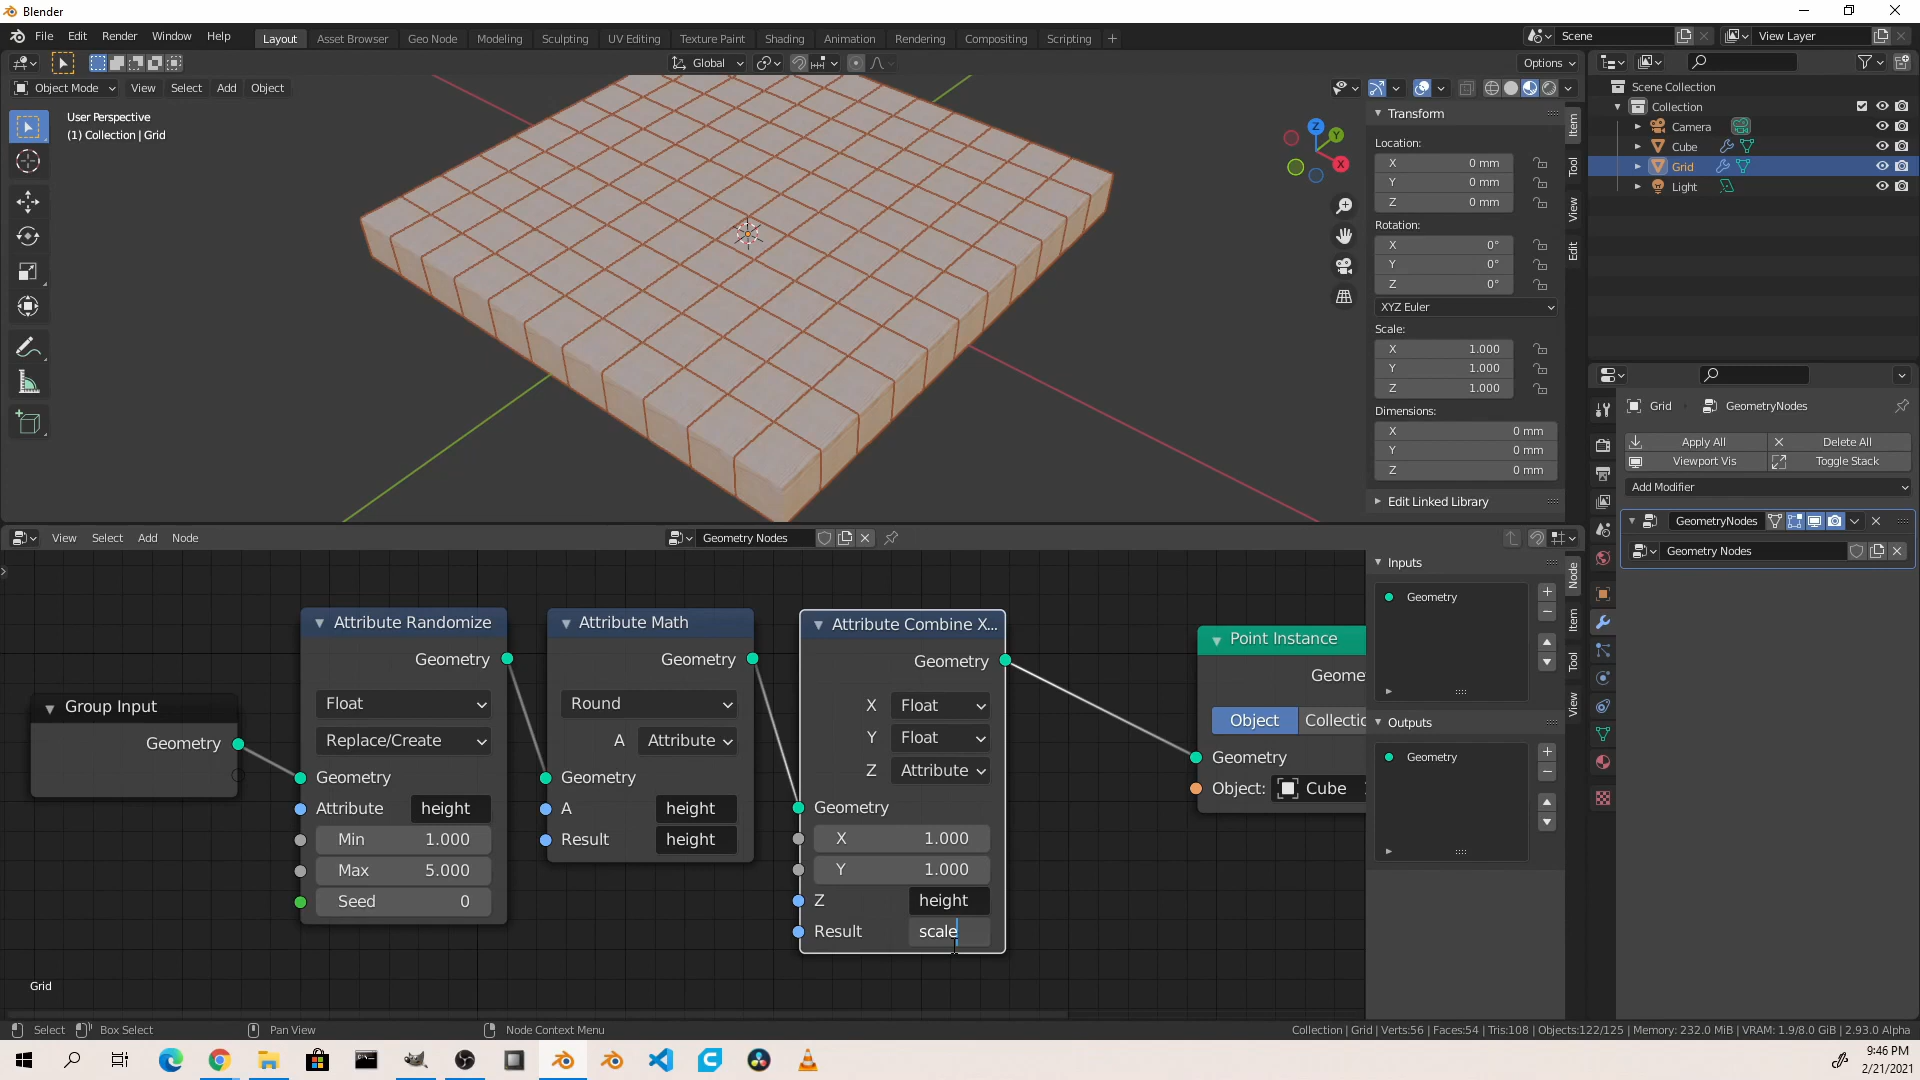 Blender
File Edit Render Window Help
Layout Asset Browser Geo Node Modeling Sculpting UV Editing Texture Paint Shading Animation Rendering Compositing Scripting
Scene
View Layer
Global
Options
Object Mode View Select Add Object
User Perspective
(1) Collection | Grid
Z
Y
X
Transform
Location:
X 0 mm
Y 0 mm
Z 0 mm
Rotation:
X 0°
Y 0°
Z 0°
XYZ Euler
Scale:
X 1.000
Y 1.000
Z 1.000
Dimensions:
X 0 mm
Y 0 mm
Z 0 mm
Edit Linked Library
Item
Tool
View
Edit
Scene Collection
Collection
Camera
Cube
Grid
Light
Grid GeometryNodes
Apply All Delete All
Viewport Vis Toggle Stack
Add Modifier
GeometryNodes
Geometry Nodes
View Select Add Node
Geometry Nodes
Group Input
Geometry
Attribute Randomize
Geometry
Float
Replace/Create
Geometry
Attribute height
Min 1.000
Max 5.000
Seed 0
Attribute Math
Geometry
Round
A Attribute
Geometry
A height
Result height
Attribute Combine X...
Geometry
X Float
Y Float
Z Attribute
Geometry
X 1.000
Y 1.000
Z height
Result scale
Point Instance
Geome
Object Collectio
Geometry
Object: Cube
Inputs
Geometry
Outputs
Geometry
Node
Item
Tool
View
Grid
Select Box Select Pan View Node Context Menu
Collection | Grid | Verts:56 | Faces:54 | Tris:108 | Objects:122/125 | Memory: 232.0 MiB | VRAM: 1.9/8.0 GiB | 2.93.0 Alpha
9:46 PM
2/21/2021